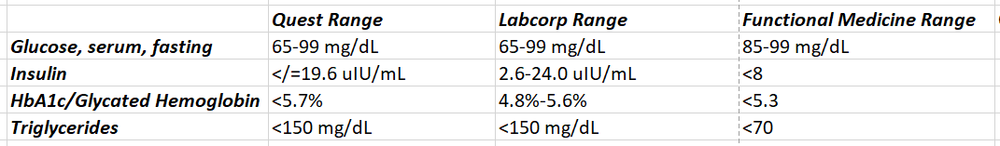 Quest Range Labcorp Range Functional Medicine Range
Glucose, serum, fasting 65-99 mg/dL 65-99 mg/dL 85-99 mg/dL
Insulin </=19.6 uIU/mL 2.6-24.0 uIU/mL <8
HbA1c/Glycated Hemoglobin <5.7% 4.8%-5.6% <5.3
Triglycerides <150 mg/dL <150 mg/dL <70